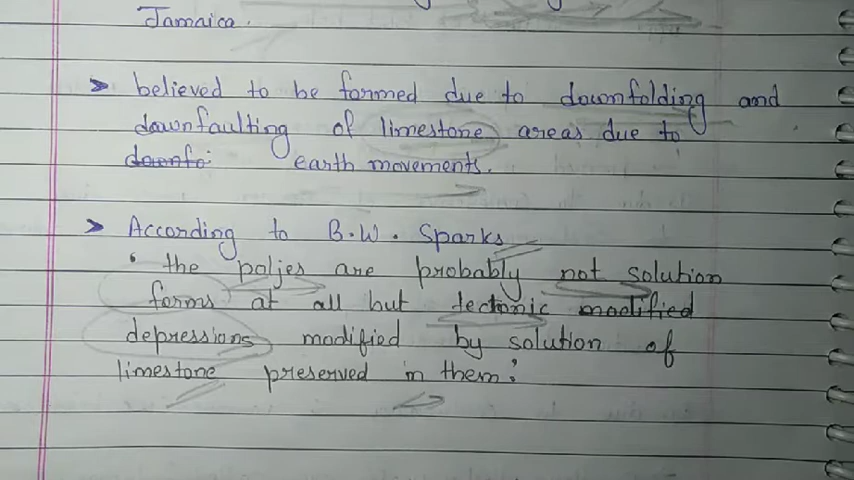 Jamaica.
> believed to be formed due to downfolding and
downfaulting of limestone areas due to
downfo: earth movements.
> According to B.W. Sparks
' the poljes are probably not solution
forms at all but tectonic modified
depressions modified by solution of
limestone preserved in them'.